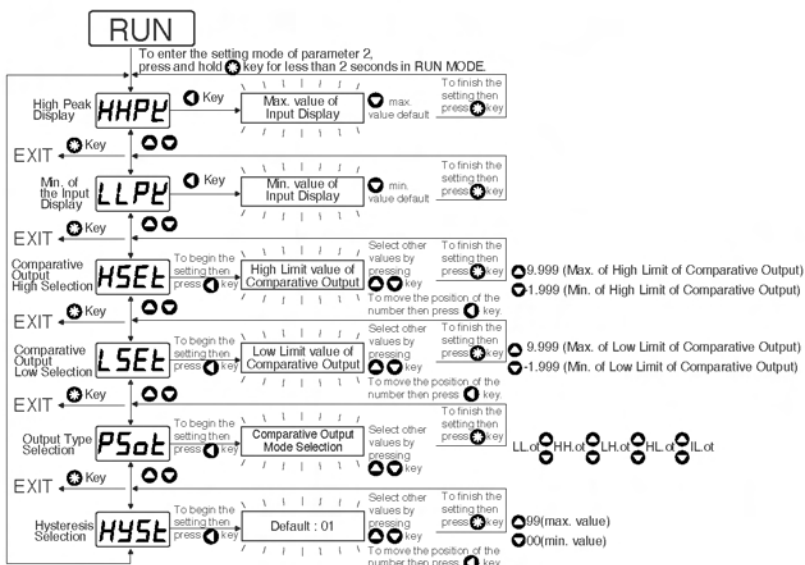 RUN
To enter the setting mode of parameter 2,
press and hold key for less than 2 seconds in RUN MODE.
High Peak
Display
HHPt
Key
Max. value of
Input Display
max.
value default
To finish the
setting then
press key
EXIT
Key
Min. of
the Input
Display
LLPt
Key
Min. value of
Input Display
min.
value default
To finish the
setting then
press key
EXIT
Key
Comparative
Output
High Selection
HSEt
To begin the
setting then
press key
High Limit value of
Comparative Output
Select other
values by
pressing
key
To move the position of the
number then press key.
To finish the
setting then
press key
9.999 (Max. of High Limit of Comparative Output)
-1.999 (Min. of High Limit of Comparative Output)
EXIT
Key
Comparative
Output
Low Selection
LSEt
To begin the
setting then
press key
Low Limit value of
Comparative Output
Select other
values by
pressing
key
To move the position of the
number then press key.
To finish the
setting then
press key
9.999 (Max. of Low Limit of Comparative Output)
-1.999 (Min. of Low Limit of Comparative Output)
EXIT
Key
Output Type
Selection
PSot
To begin the
setting then
press key
Comparative Output
Mode Selection
Select other
values by
pressing
key
To finish the
setting then
press key
LL.ot HH.ot LH.ot HL.ot IL.ot
EXIT
Key
Hysteresis
Selection
HYSt
To begin the
setting then
press key
Default : 01
Select other
values by
pressing
key
To move the position of the
number then press key
To finish the
setting then
press key
99(max. value)
00(min. value)